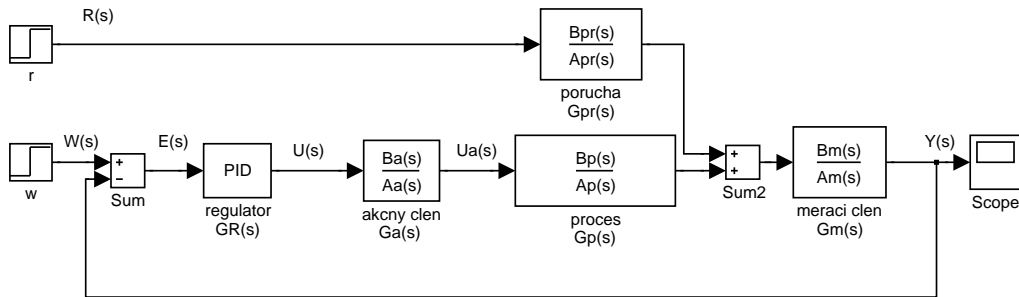 R(s)
Bpr(s)
Apr(s)
r
porucha
Gpr(s)
W(s)
E(s)
U(s)
Ua(s)
Y(s)
+
−
PID
Ba(s)
Aa(s)
Bp(s)
Ap(s)
+
+
Bm(s)
Am(s)
w
Sum
regulator
GR(s)
akcny clen
Ga(s)
proces
Gp(s)
Sum2
meraci clen
Gm(s)
Scope